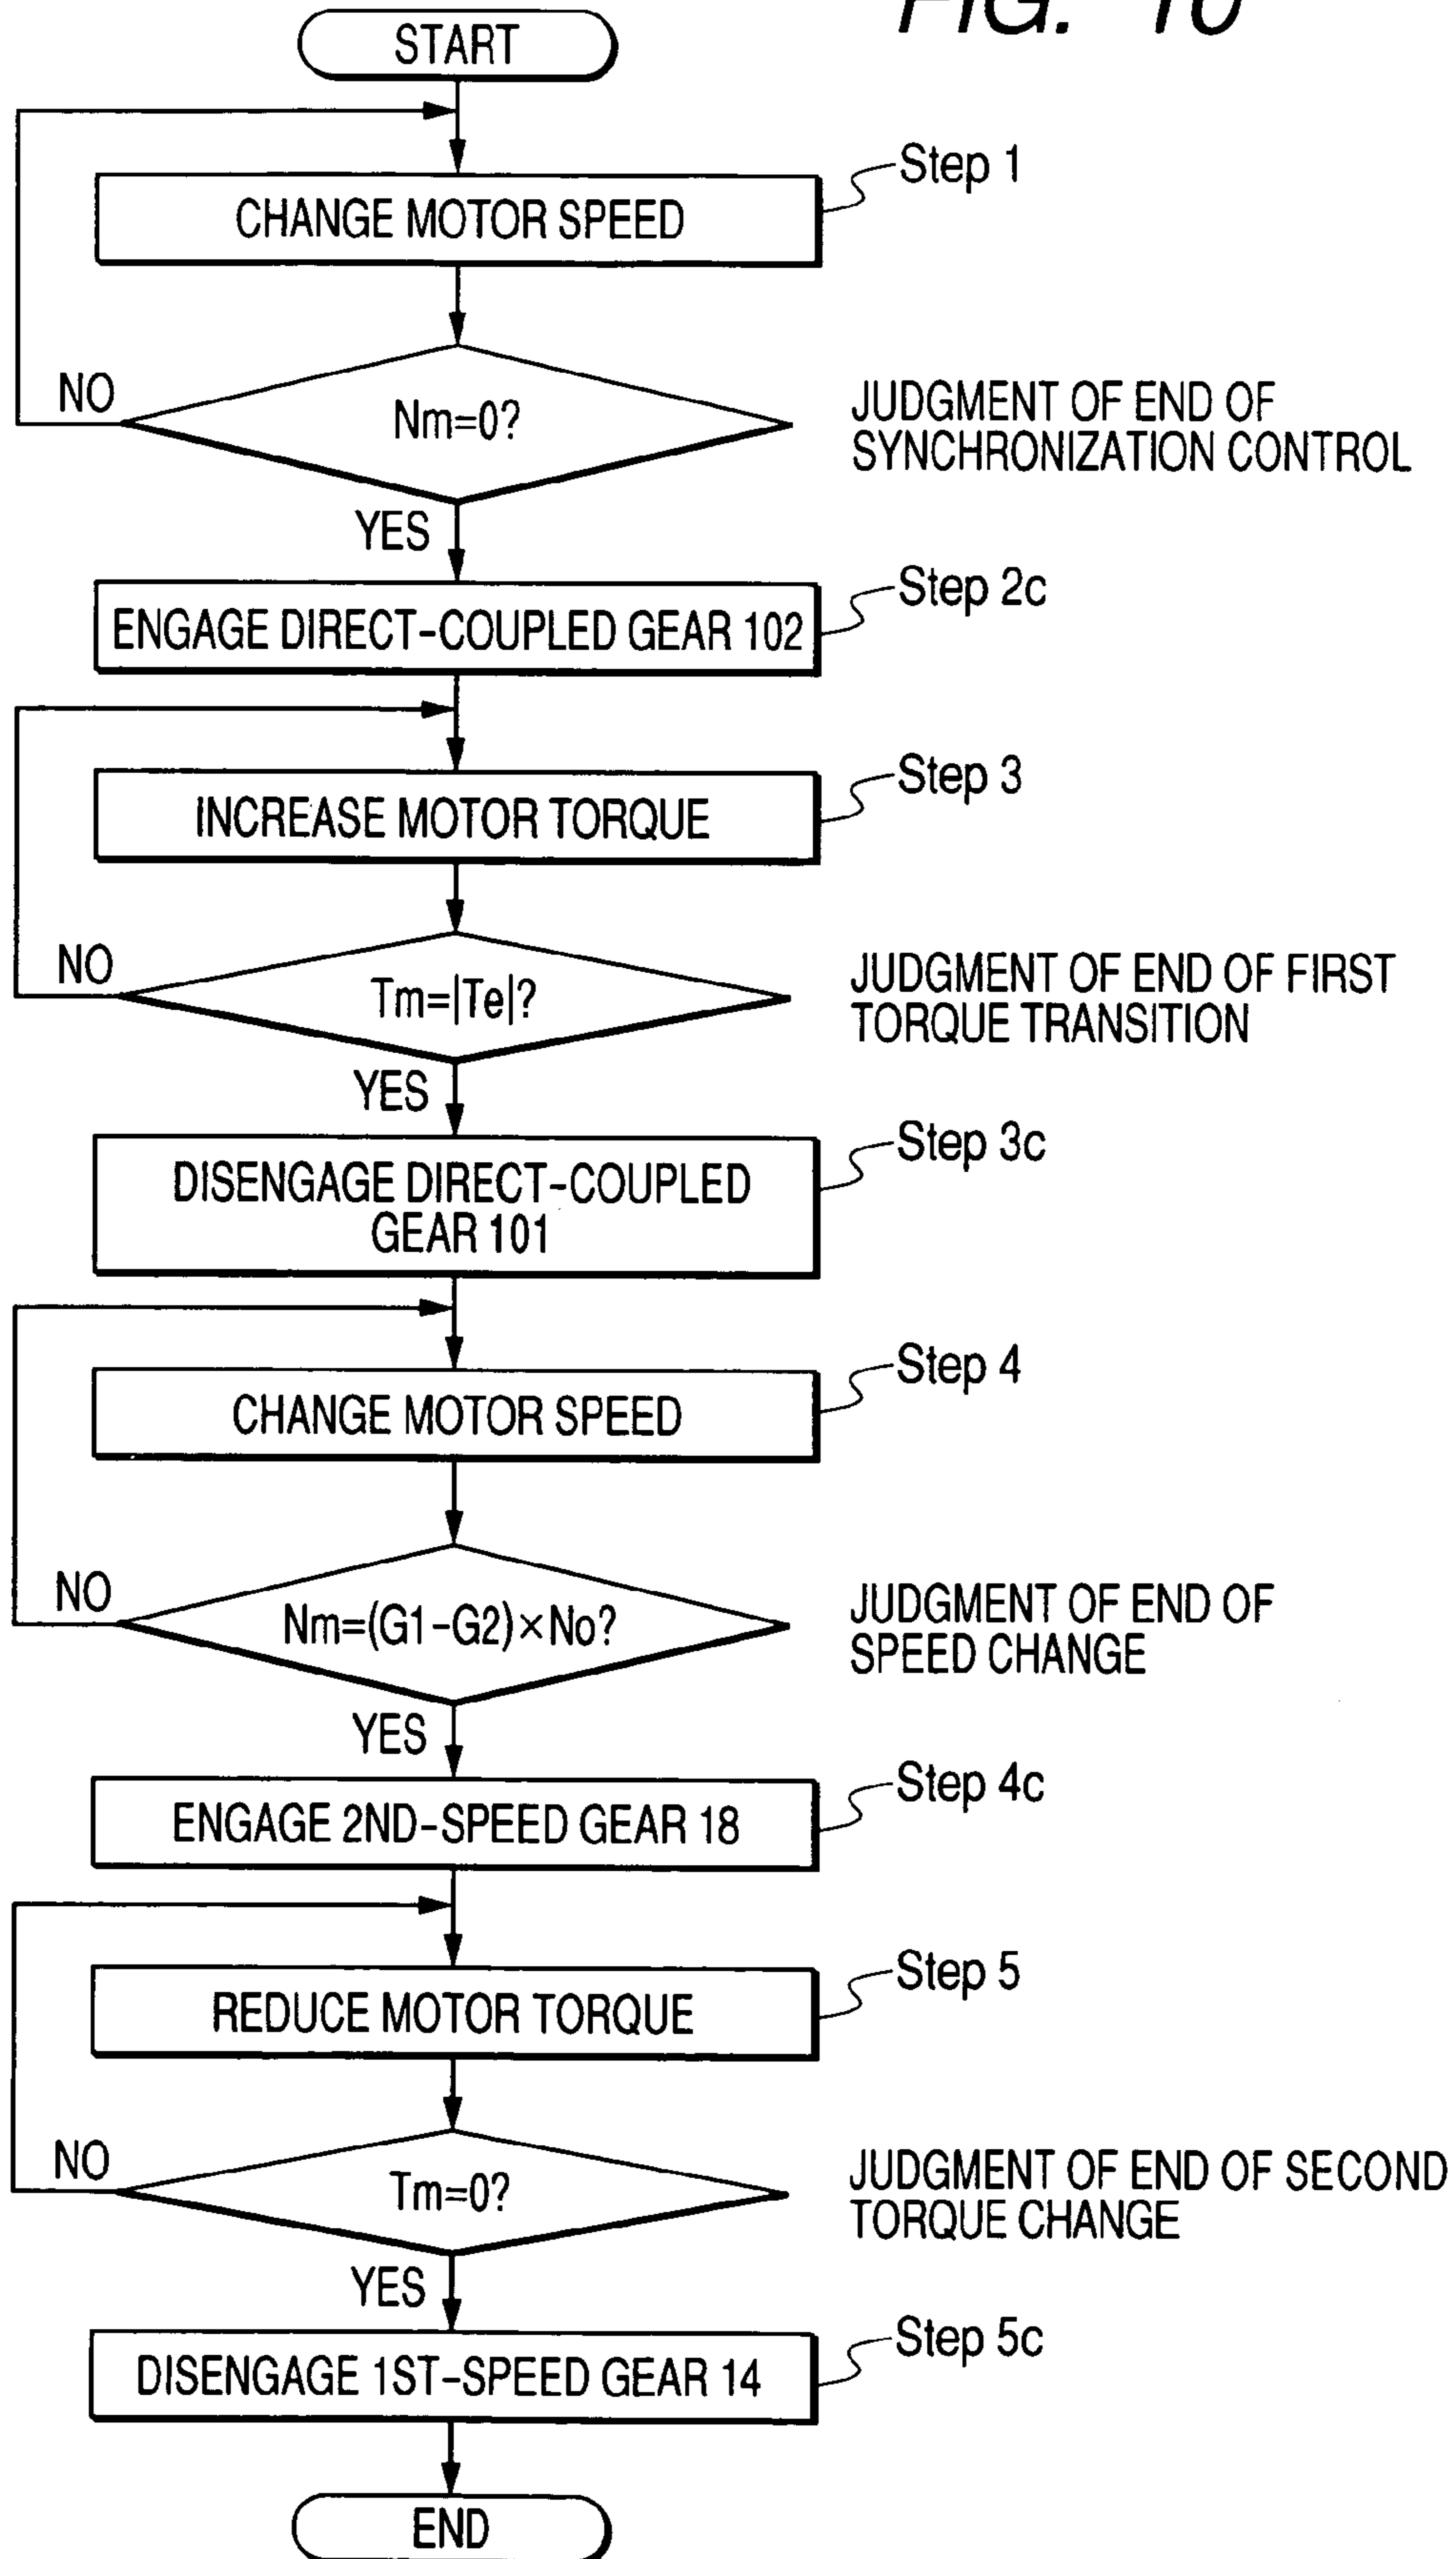 FIG. 10
START
Step 1
CHANGE MOTOR SPEED
NO
Nm=0?
JUDGMENT OF END OF
SYNCHRONIZATION CONTROL
YES
Step 2c
ENGAGE DIRECT-COUPLED GEAR 102
Step 3
INCREASE MOTOR TORQUE
NO
Tm=|Te|?
JUDGMENT OF END OF FIRST
TORQUE TRANSITION
YES
Step 3c
DISENGAGE DIRECT-COUPLED
GEAR 101
Step 4
CHANGE MOTOR SPEED
NO
Nm=(G1-G2)×No?
JUDGMENT OF END OF
SPEED CHANGE
YES
Step 4c
ENGAGE 2ND-SPEED GEAR 18
Step 5
REDUCE MOTOR TORQUE
NO
Tm=0?
JUDGMENT OF END OF SECOND
TORQUE CHANGE
YES
Step 5c
DISENGAGE 1ST-SPEED GEAR 14
END